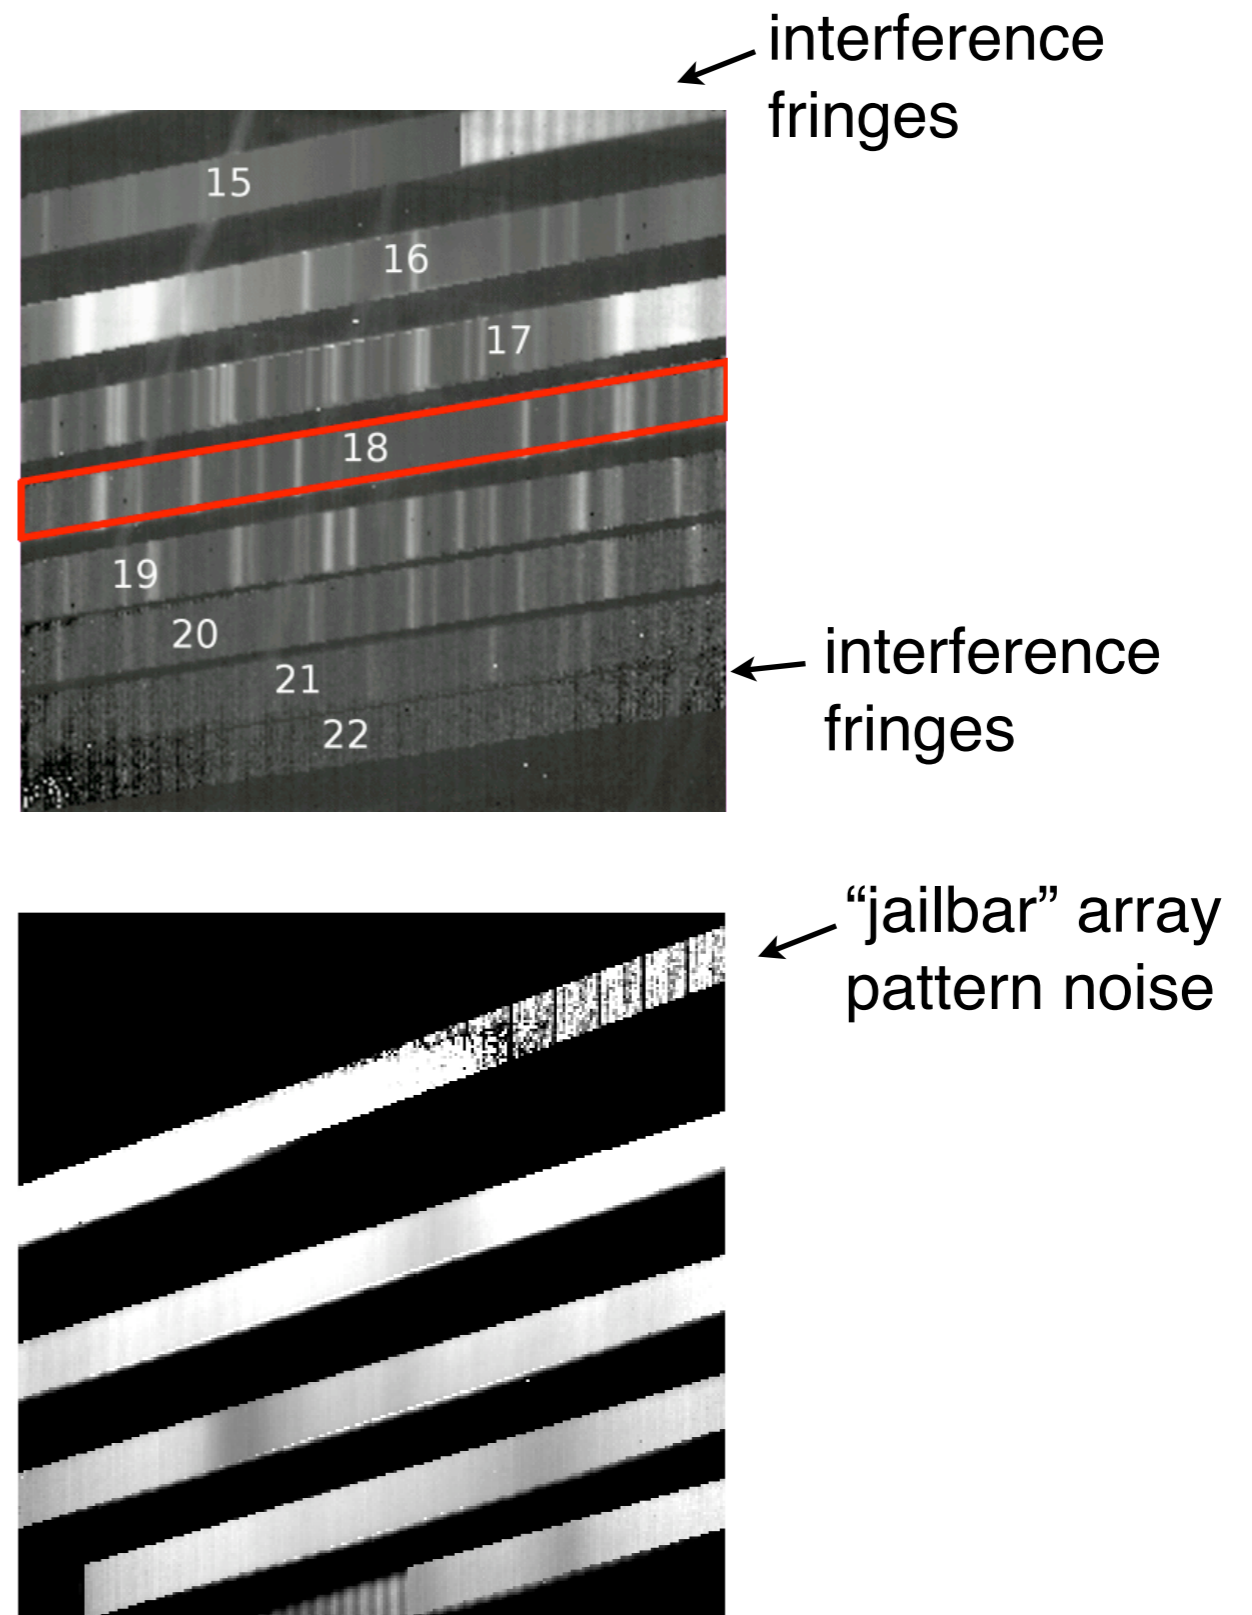 interference
fringes
15
16
17
18
19
20
21
22
interference
fringes
“jailbar” array
pattern noise